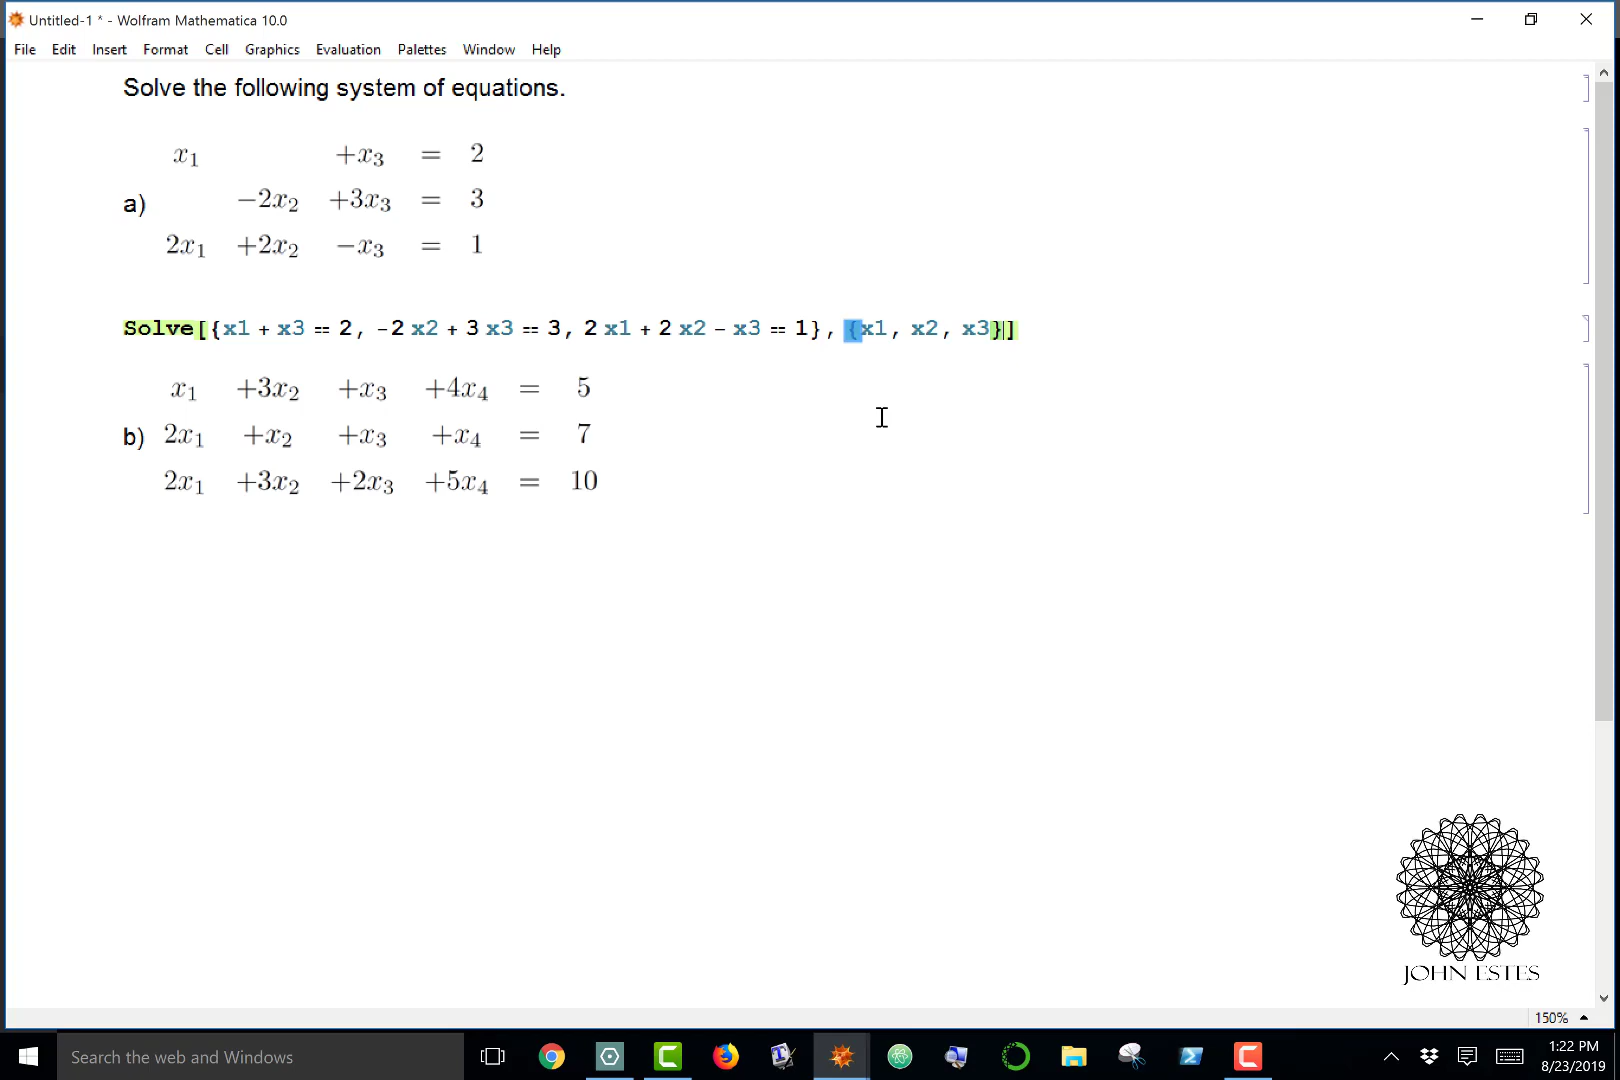 Untitled-1 * - Wolfram Mathematica 10.0
File Edit Insert Format Cell Graphics Evaluation Palettes Window Help
Solve the following system of equations.
x₁ +x₃ = 2
a) −2x₂ +3x₃ = 3
2x₁ +2x₂ −x₃ = 1
Solve[{x1 + x3 == 2, -2 x2 + 3 x3 == 3, 2 x1 + 2 x2 - x3 == 1}, {x1, x2, x3}]
x₁ +3x₂ +x₃ +4x₄ = 5
b) 2x₁ +x₂ +x₃ +x₄ = 7
2x₁ +3x₂ +2x₃ +5x₄ = 10
JOHN ESTES
150%
Search the web and Windows
1:22 PM
8/23/2019